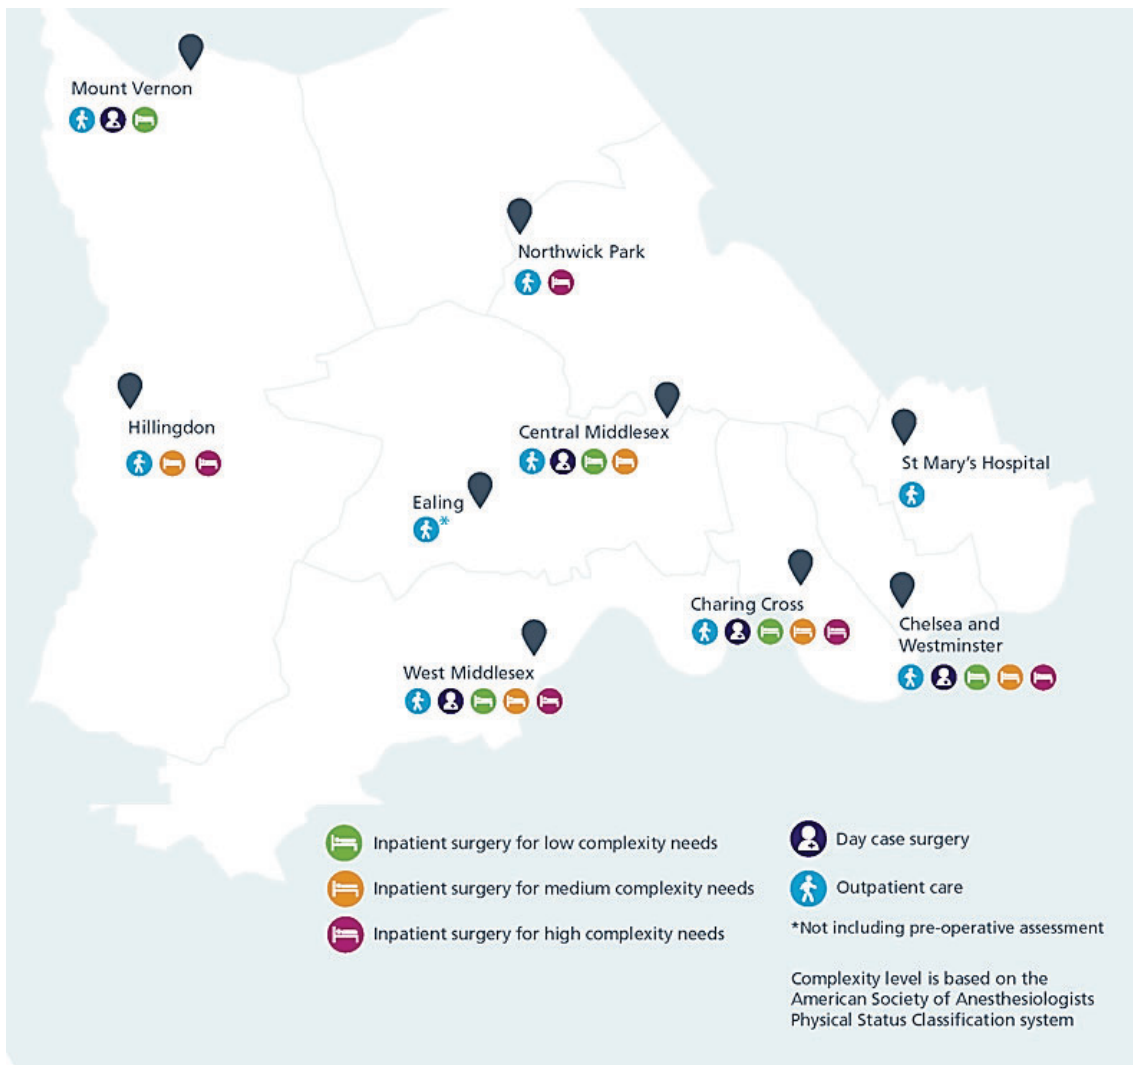 Mount Vernon
Northwick Park
Hillingdon
Central Middlesex
St Mary's Hospital
Ealing
*
Charing Cross
Chelsea and
Westminster
West Middlesex
Inpatient surgery for low complexity needs
Inpatient surgery for medium complexity needs
Inpatient surgery for high complexity needs
Day case surgery
Outpatient care
*Not including pre-operative assessment
Complexity level is based on the
American Society of Anesthesiologists
Physical Status Classification system